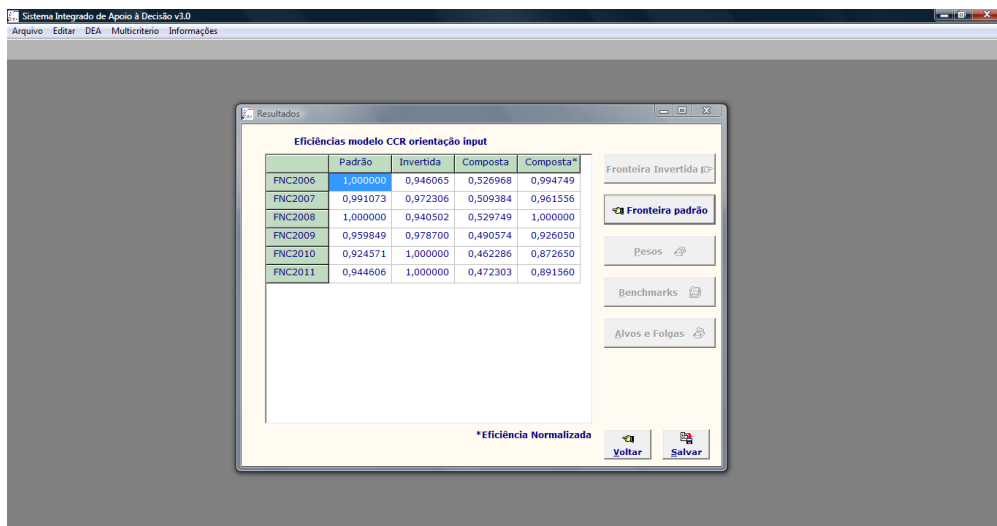 Sistema Integrado de Apoio à Decisão v3.0
Arquivo Editar DEA Multicriterio Informações
Resultados
Eficiências modelo CCR orientação input
Padrão Invertida Composta Composta*
FNC2006 1,000000 0,946065 0,526968 0,994749
FNC2007 0,991073 0,972306 0,509384 0,961556
FNC2008 1,000000 0,940502 0,529749 1,000000
FNC2009 0,959849 0,978700 0,490574 0,926050
FNC2010 0,924571 1,000000 0,462286 0,872650
FNC2011 0,944606 1,000000 0,472303 0,891560
Fronteira Invertida
Fronteira padrão
Pesos
Benchmarks
Alvos e Folgas
*Eficiência Normalizada
Voltar Salvar